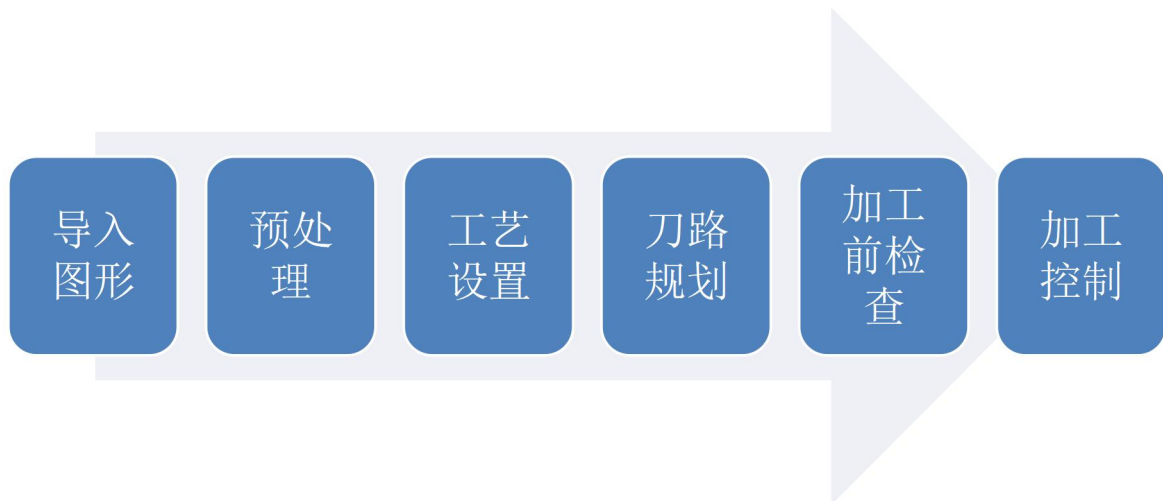 导入
图形
预处
理
工艺
设置
刀路
规划
加工
前检
查
加工
控制